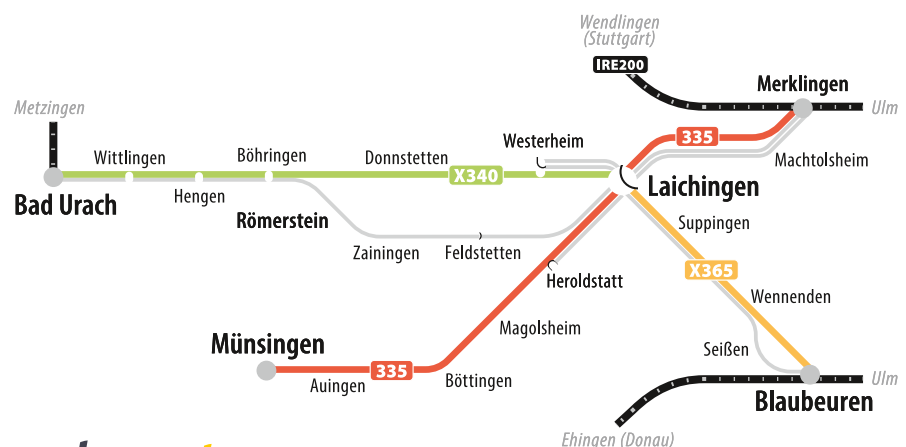 Wendlingen
(Stuttgart)
IRE200
Merklingen
Metzingen
Ulm
Westerheim
335
Wittlingen
Böhringen
Donnstetten
Machtolsheim
X340
Laichingen
Bad Urach
Hengen
Römerstein
Suppingen
Zainingen
Feldstetten
X365
Heroldstatt
Wennenden
Magolsheim
Münsingen
Seißen
335
Auingen
Böttingen
Ulm
Blaubeuren
Ehingen (Donau)